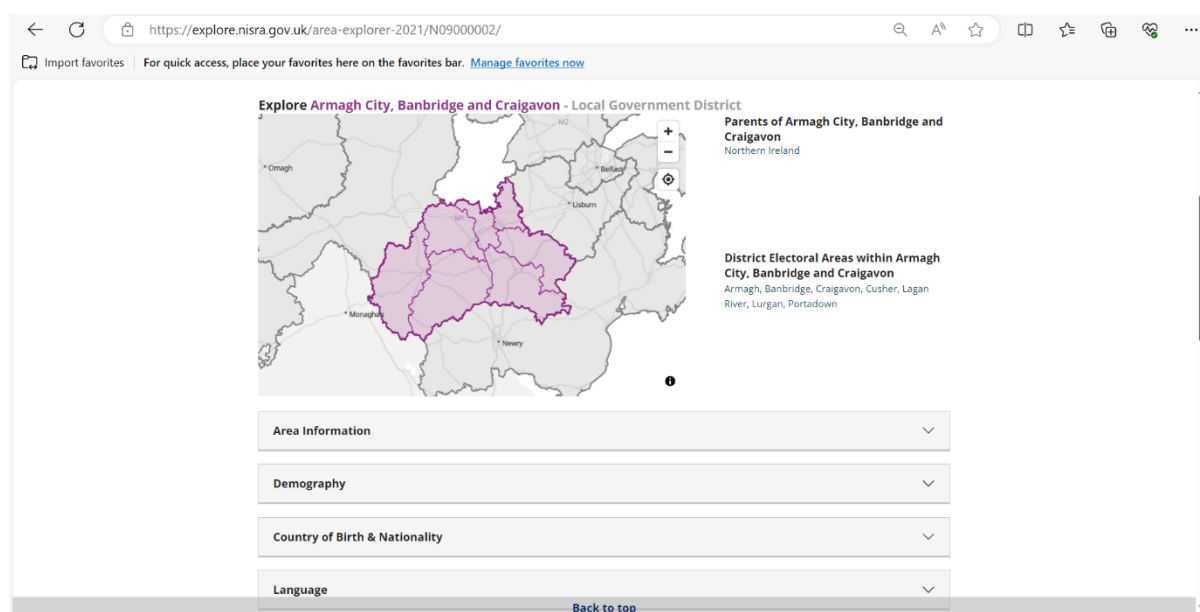 https://explore.nisra.gov.uk/area-explorer-2021/N09000002/
Import favorites
For quick access, place your favorites here on the favorites bar. Manage favorites now
Explore Armagh City, Banbridge and Craigavon - Local Government District
N2
Omagh
Belfast
Lisburn
M1
Monaghan
Newry
+
−
Parents of Armagh City, Banbridge and
Craigavon
Northern Ireland
District Electoral Areas within Armagh
City, Banbridge and Craigavon
Armagh, Banbridge, Craigavon, Cusher, Lagan
River, Lurgan, Portadown
Area Information
Demography
Country of Birth & Nationality
Language
Back to top